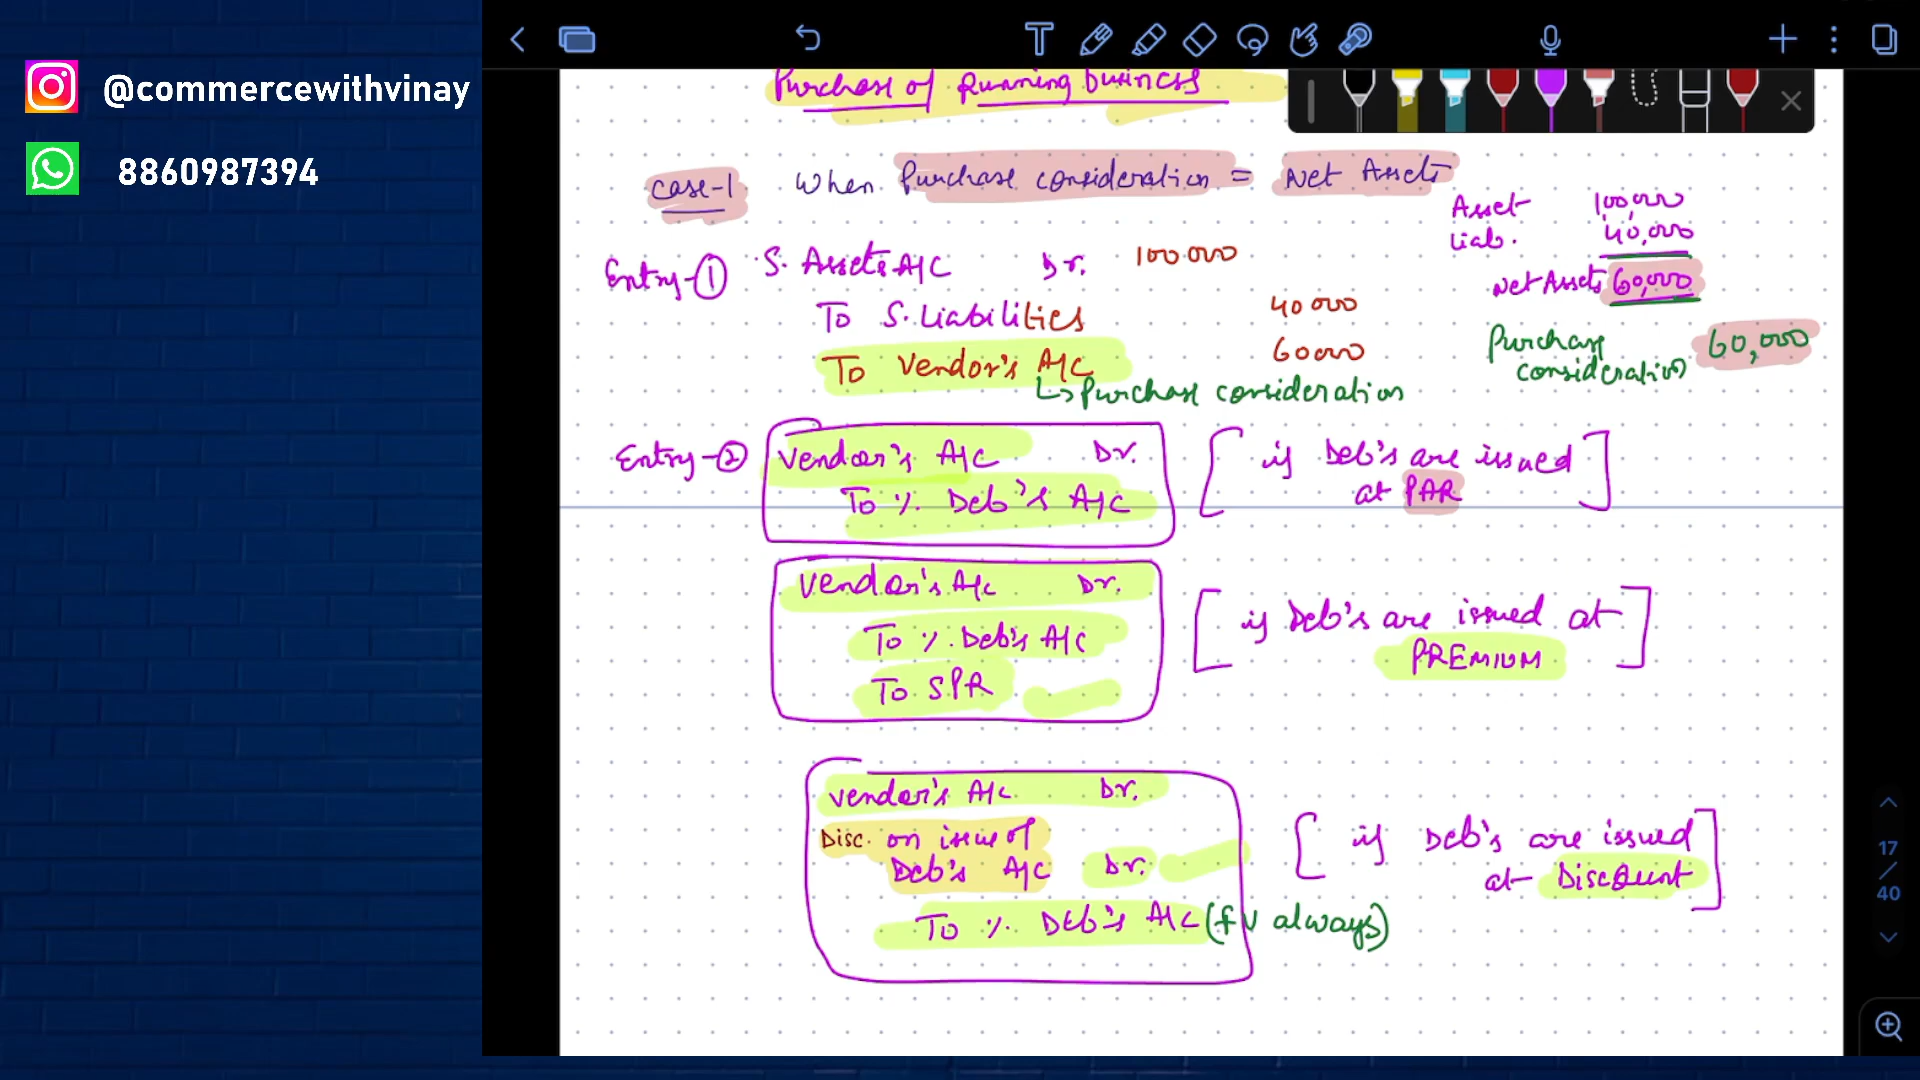 @commercewithvinay
8860987394
Purchase of Running business
Case-1 When Purchase consideration = Net Assets
Asset 100,000
Liab. 40,000
Net Assets 60,000
Purchase consideration 60,000
Entry-① S. Assets A/C Dr. 100000
To S. Liabilities 40000
To Vendor's A/C 60000
↳ Purchase consideration
Entry-② Vendor's A/C Dr.
To %. Deb's A/C
[if Deb's are issued
at PAR]
Vendor's A/c Dr.
To %. Deb's A/C
To SPR
[if Deb's are issued at
PREMIUM]
Vendor's A/c Dr.
Disc. on issue of
Deb's A/C Dr.
To %. Deb's A/C (fv always)
[if Deb's are issued
at Discount]
17
/
40